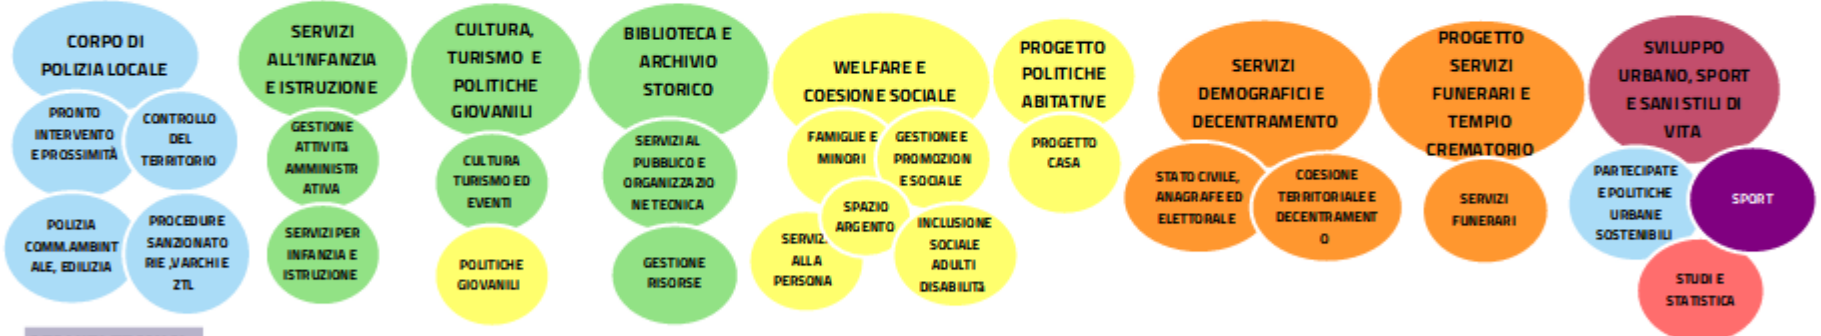 CORPO DI
POLIZIA LOCALE
PRONTO
INTERVENTO
E PROSSIMITÀ
CONTROLLO
DEL
TERRITORIO
POLIZIA
COMM.AMBINT
ALE, EDILIZIA
PROCEDURE
SANZIONATO
RIE ,VARCHI E
ZTL
SERVIZI
ALL'INFANZIA
E ISTRUZIONE
GESTIONE
ATTIVITà
AMMINISTR
ATIVA
SERVIZI PER
INFANZIA E
ISTRUZIONE
CULTURA,
TURISMO E
POLITICHE
GIOVANILI
CULTURA
TURISMO ED
EVENTI
POLITICHE
GIOVANILI
BIBLIOTECA E
ARCHIVIO
STORICO
SERVIZI AL
PUBBLICO E
ORGANIZZAZIO
NE TECNICA
GESTIONE
RISORSE
WELFARE E
COESIONE SOCIALE
FAMIGLIE E
MINORI
GESTIONE E
PROMOZION
E SOCIALE
SPAZIO
ARGENTO
SERVIZI
ALLA
PERSONA
INCLUSIONE
SOCIALE
ADULTI
DISABILITà
PROGETTO
POLITICHE
ABITATIVE
PROGETTO
CASA
SERVIZI
DEMOGRAFICI E
DECENTRAMENTO
STATO CIVILE,
ANAGRAFE ED
ELETTORALE
COESIONE
TERRITORIALE E
DECENTRAMENT
O
PROGETTO
SERVIZI
FUNERARI E
TEMPIO
CREMATORIO
SERVIZI
FUNERARI
SVILUPPO
URBANO, SPORT
E SANI STILI DI
VITA
PARTECIPATE
E POLITICHE
URBANE
SOSTENIBILI
SPORT
STUDI E
STATISTICA